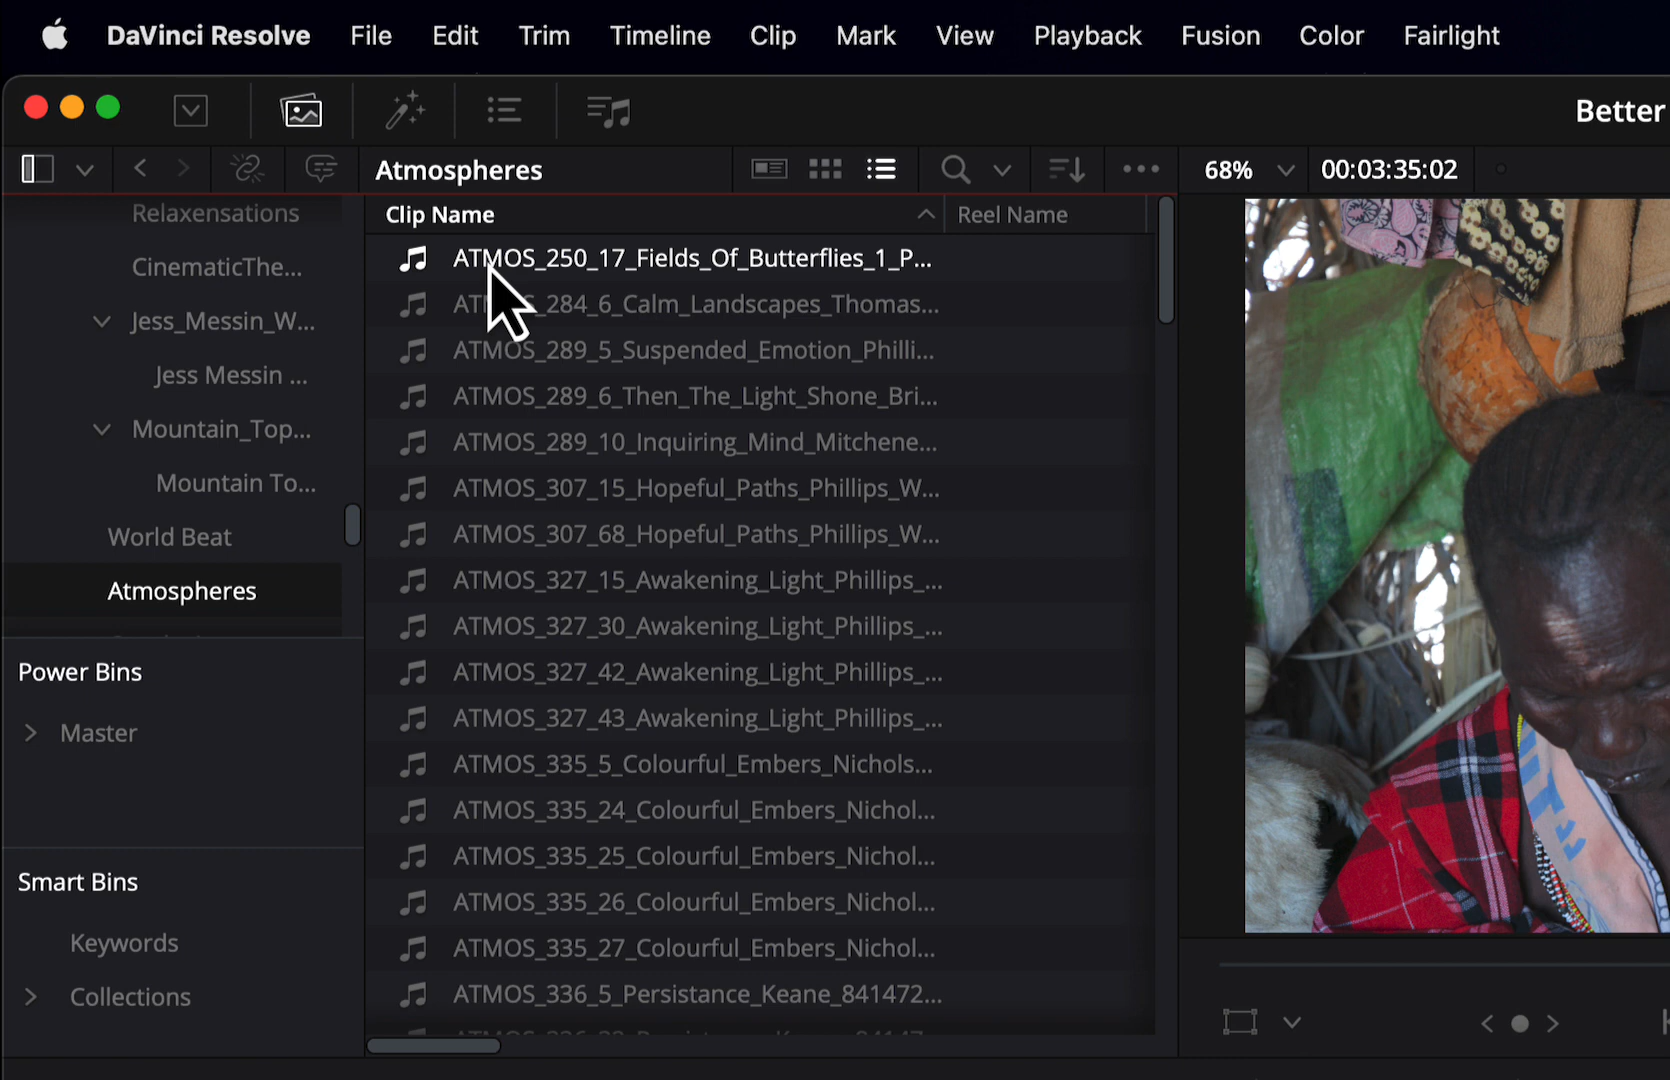 DaVinci Resolve File Edit Trim Timeline Clip Mark View Playback Fusion Color Fairlight
Better
Atmospheres
68% 00:03:35:02
Relaxensations
CinematicThe...
Jess_Messin_W...
Jess Messin ...
Mountain_Top...
Mountain To...
World Beat
Atmospheres
Power Bins
Master
Smart Bins
Keywords
Collections
Clip Name Reel Name
ATMOS_250_17_Fields_Of_Butterflies_1_P...
ATMOS_284_6_Calm_Landscapes_Thomas...
ATMOS_289_5_Suspended_Emotion_Philli...
ATMOS_289_6_Then_The_Light_Shone_Bri...
ATMOS_289_10_Inquiring_Mind_Mitchene...
ATMOS_307_15_Hopeful_Paths_Phillips_W...
ATMOS_307_68_Hopeful_Paths_Phillips_W...
ATMOS_327_15_Awakening_Light_Phillips_...
ATMOS_327_30_Awakening_Light_Phillips_...
ATMOS_327_42_Awakening_Light_Phillips_...
ATMOS_327_43_Awakening_Light_Phillips_...
ATMOS_335_5_Colourful_Embers_Nichols...
ATMOS_335_24_Colourful_Embers_Nichol...
ATMOS_335_25_Colourful_Embers_Nichol...
ATMOS_335_26_Colourful_Embers_Nichol...
ATMOS_335_27_Colourful_Embers_Nichol...
ATMOS_336_5_Persistance_Keane_841472...